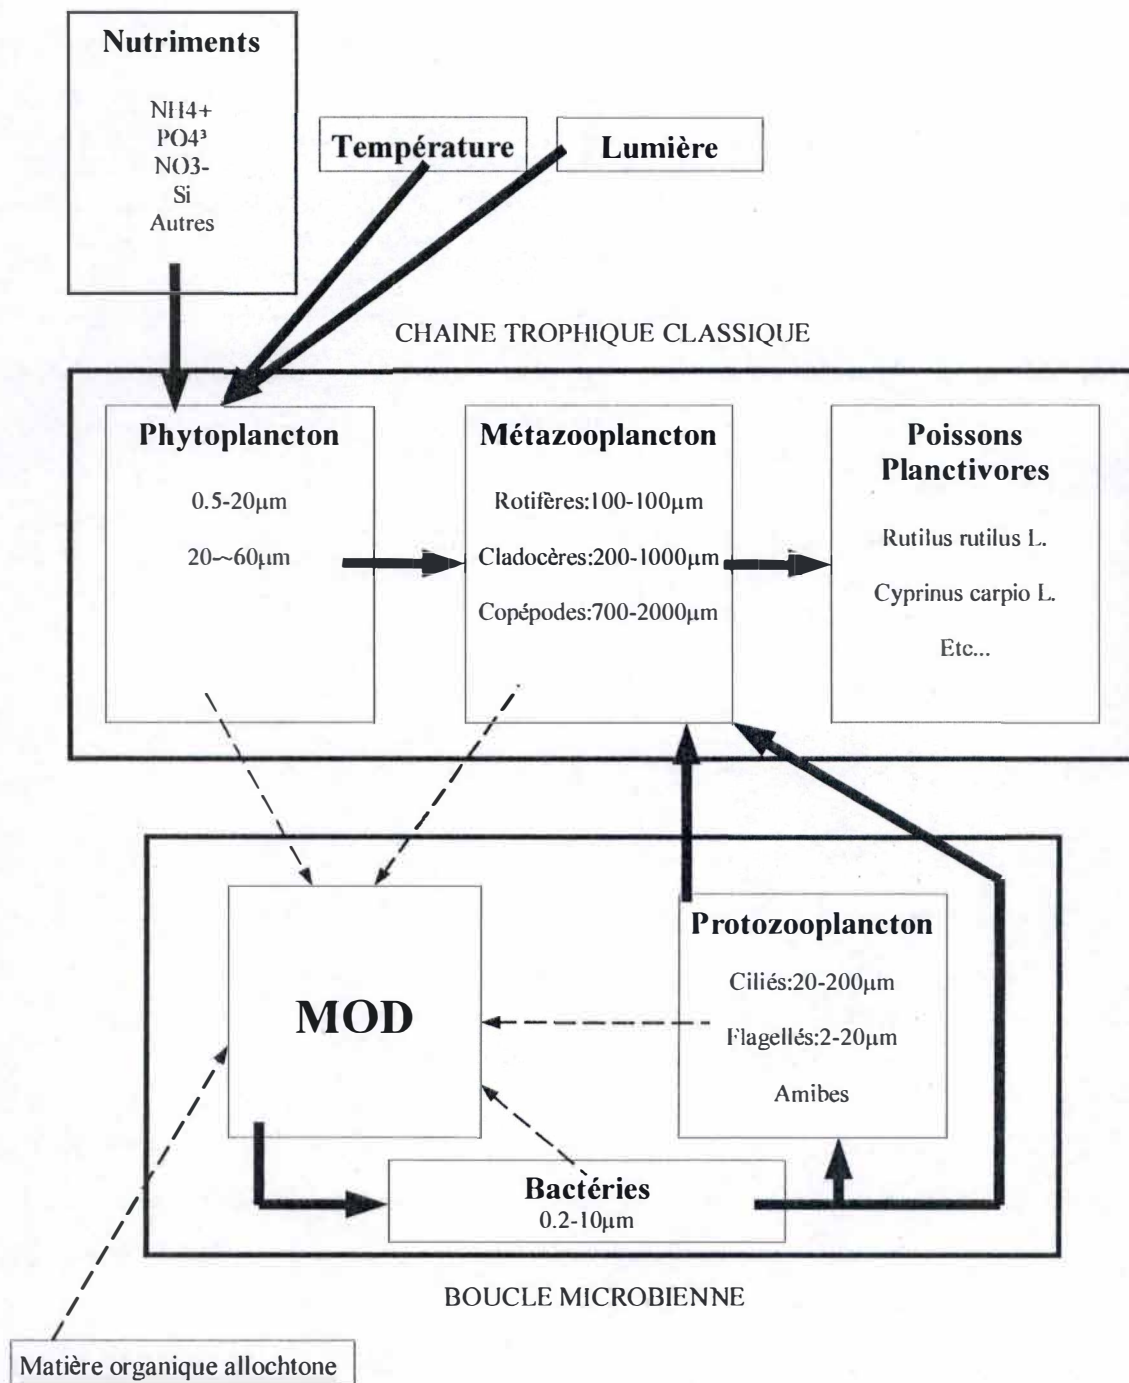 Nutriments
NH4+
PO4³
NO3-
Si
Autres
Température
Lumière
CHAINE TROPHIQUE CLASSIQUE
Phytoplancton
0.5-20µm
20-~60µm
Métazooplancton
Rotifères:100-100µm
Cladocères:200-1000µm
Copépodes:700-2000µm
Poissons
Planctivores
Rutilus rutilus L.
Cyprinus carpio L.
Etc...
MOD
Protozooplancton
Ciliés:20-200µm
Flagellés:2-20µm
Amibes
Bactéries
0.2-10µm
BOUCLE MICROBIENNE
Matière organique allochtone